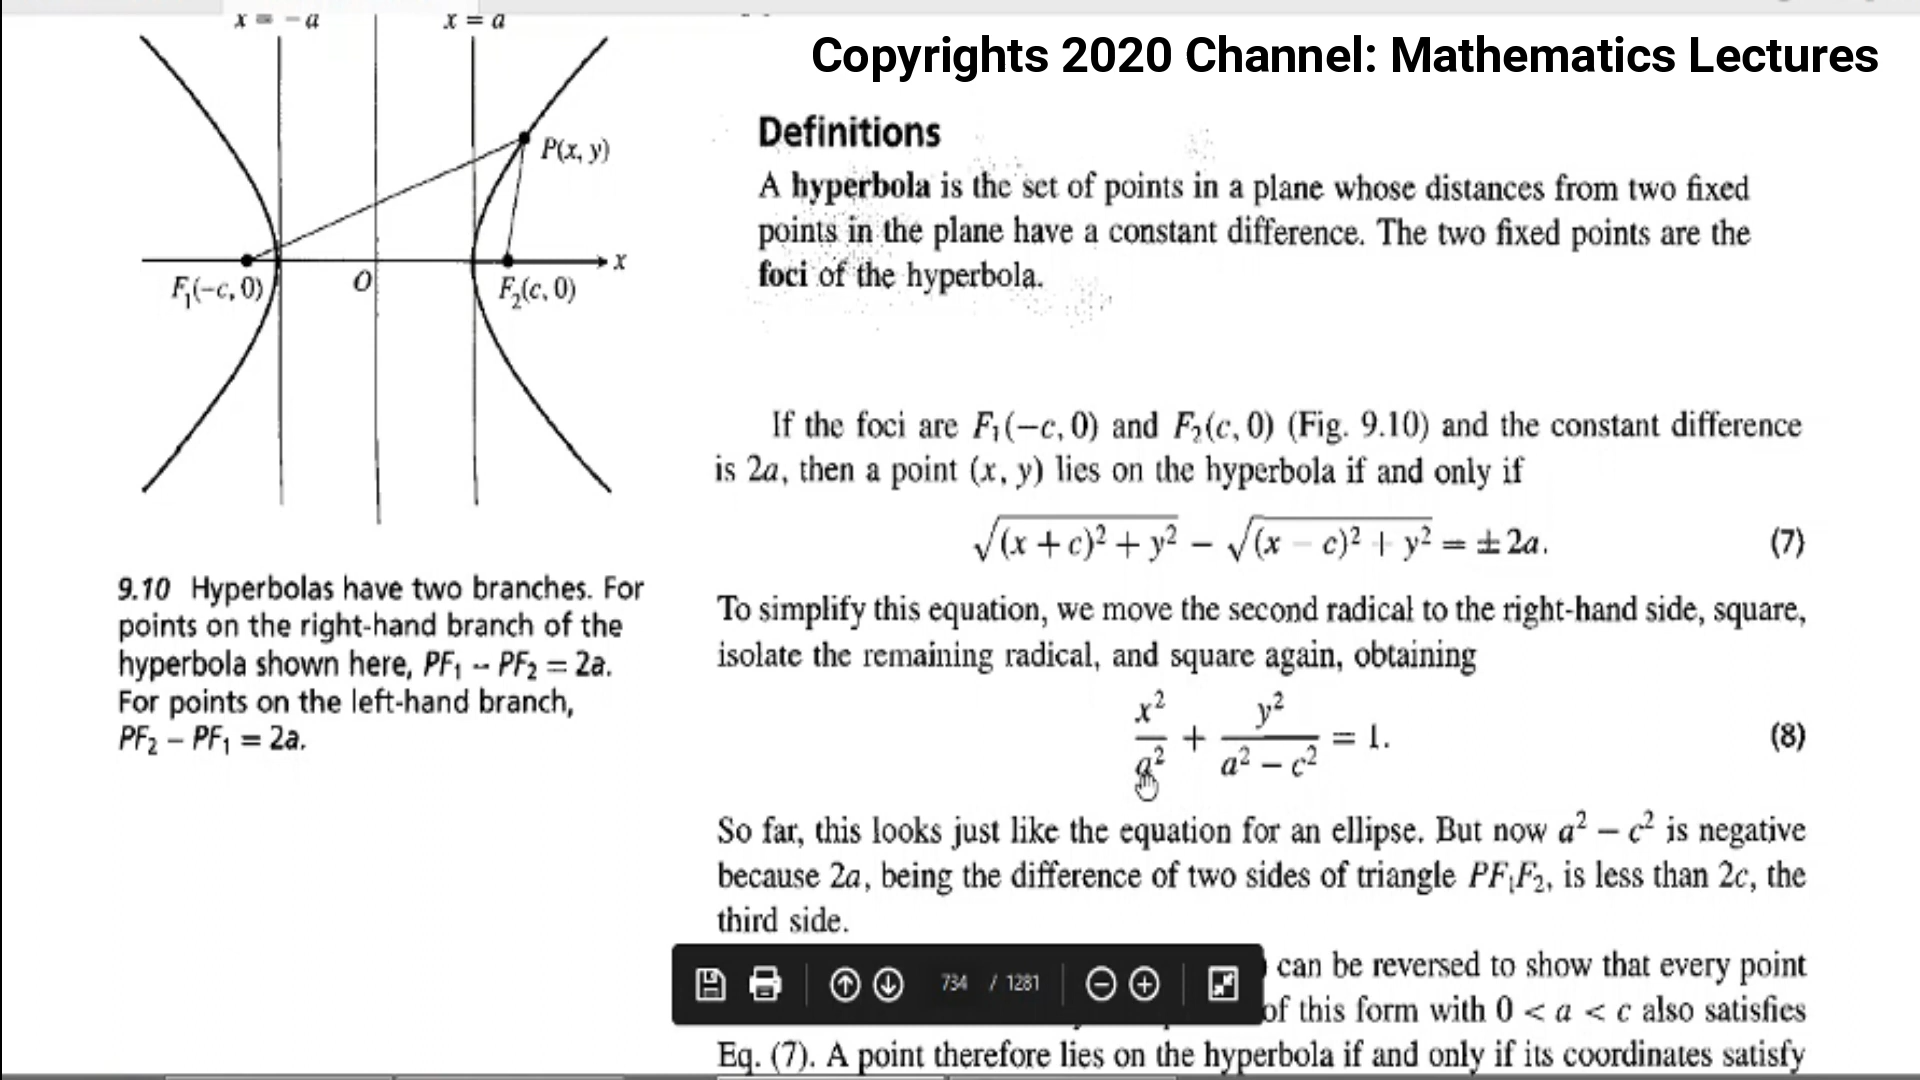 x = -a
x = a
Copyrights 2020 Channel: Mathematics Lectures
P(x, y)
x
F₁(−c, 0)
O
F₂(c, 0)
9.10 Hyperbolas have two branches. For
points on the right-hand branch of the
hyperbola shown here, PF₁ -- PF₂ = 2a.
For points on the left-hand branch,
PF₂ − PF₁ = 2a.
Definitions
A hyperbola is the set of points in a plane whose distances from two fixed
points in the plane have a constant difference. The two fixed points are the
foci of the hyperbola.
If the foci are F₁(−c, 0) and F₂(c, 0) (Fig. 9.10) and the constant difference
is 2a, then a point (x, y) lies on the hyperbola if and only if
√((x + c)² + y²) − √((x − c)² + y²) = ± 2a. (7)
To simplify this equation, we move the second radical to the right-hand side, square,
isolate the remaining radical, and square again, obtaining
x²/a² + y²/(a² − c²) = 1. (8)
So far, this looks just like the equation for an ellipse. But now a² − c² is negative
because 2a, being the difference of two sides of triangle PF₁F₂, is less than 2c, the
third side.
can be reversed to show that every point
of this form with 0 < a < c also satisfies
Eq. (7). A point therefore lies on the hyperbola if and only if its coordinates satisfy
734 / 1281